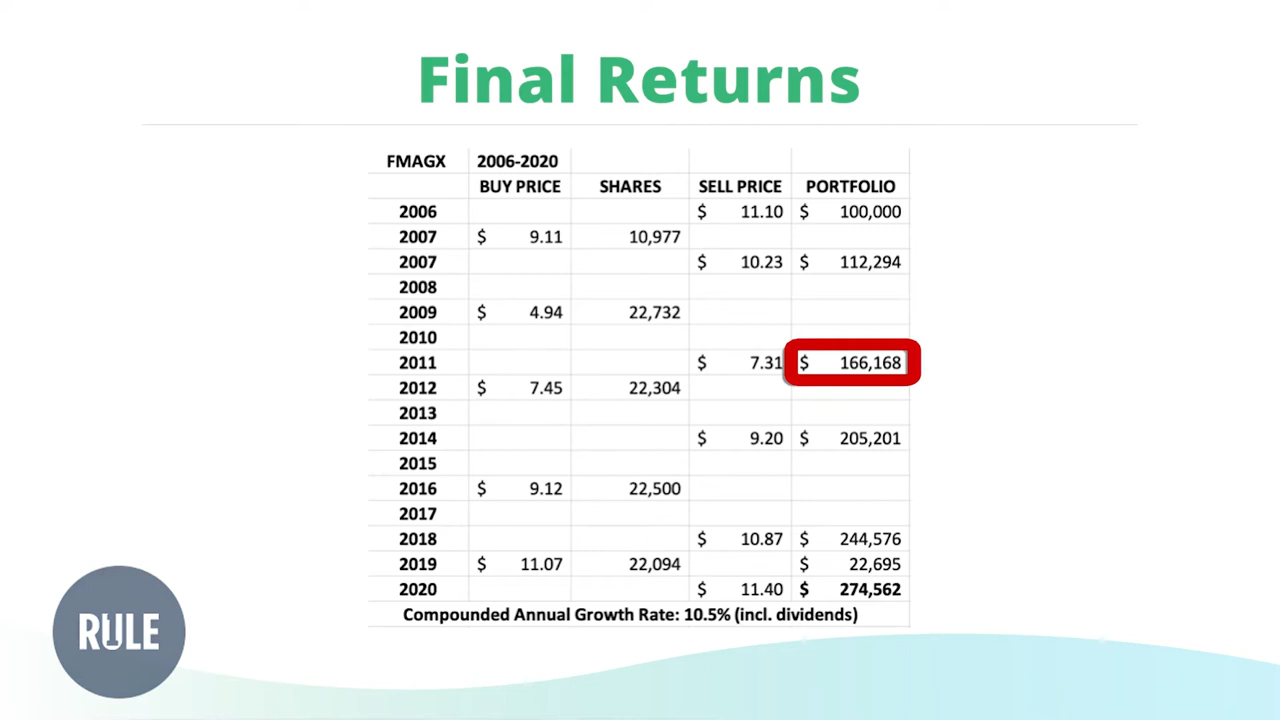 Final Returns
FMAGX 2006-2020
BUY PRICE SHARES SELL PRICE PORTFOLIO
2006 $ 11.10 $ 100,000
2007 $ 9.11 10,977
2007 $ 10.23 $ 112,294
2008
2009 $ 4.94 22,732
2010
2011 $ 7.31 $ 166,168
2012 $ 7.45 22,304
2013
2014 $ 9.20 $ 205,201
2015
2016 $ 9.12 22,500
2017
2018 $ 10.87 $ 244,576
2019 $ 11.07 22,094 $ 22,695
2020 $ 11.40 $ 274,562
Compounded Annual Growth Rate: 10.5% (incl. dividends)
RULE